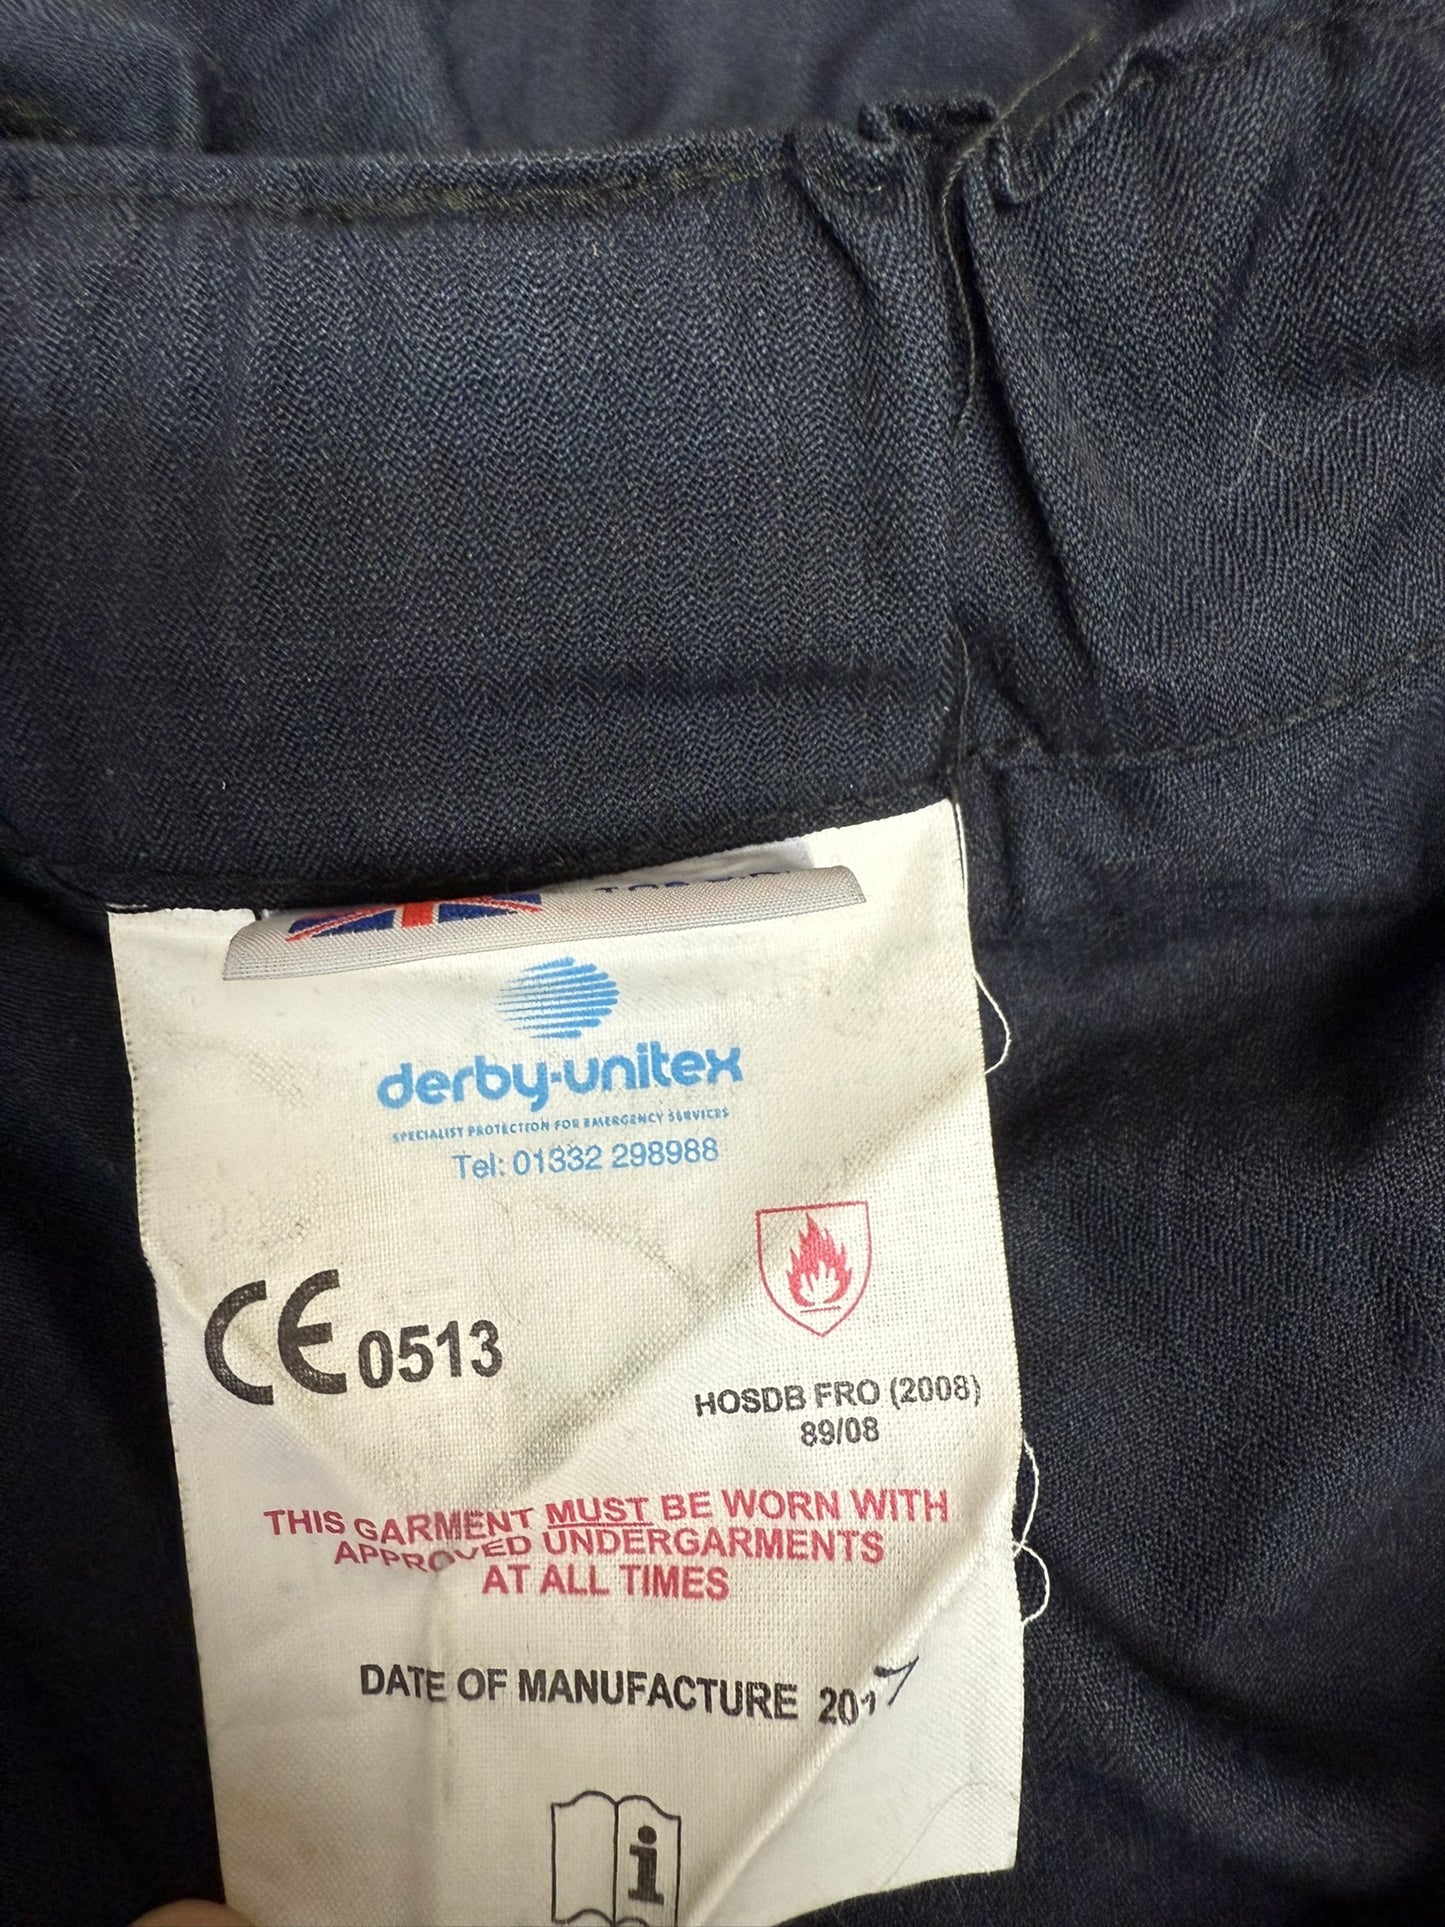 derby-unitex
SPECIALIST PROTECTION FOR EMERGENCY SERVICES
Tel: 01332 298988
CE 0513
HOSDB FRO (2008)
89/08
THIS GARMENT MUST BE WORN WITH
APPROVED UNDERGARMENTS
AT ALL TIMES
DATE OF MANUFACTURE 2017
i